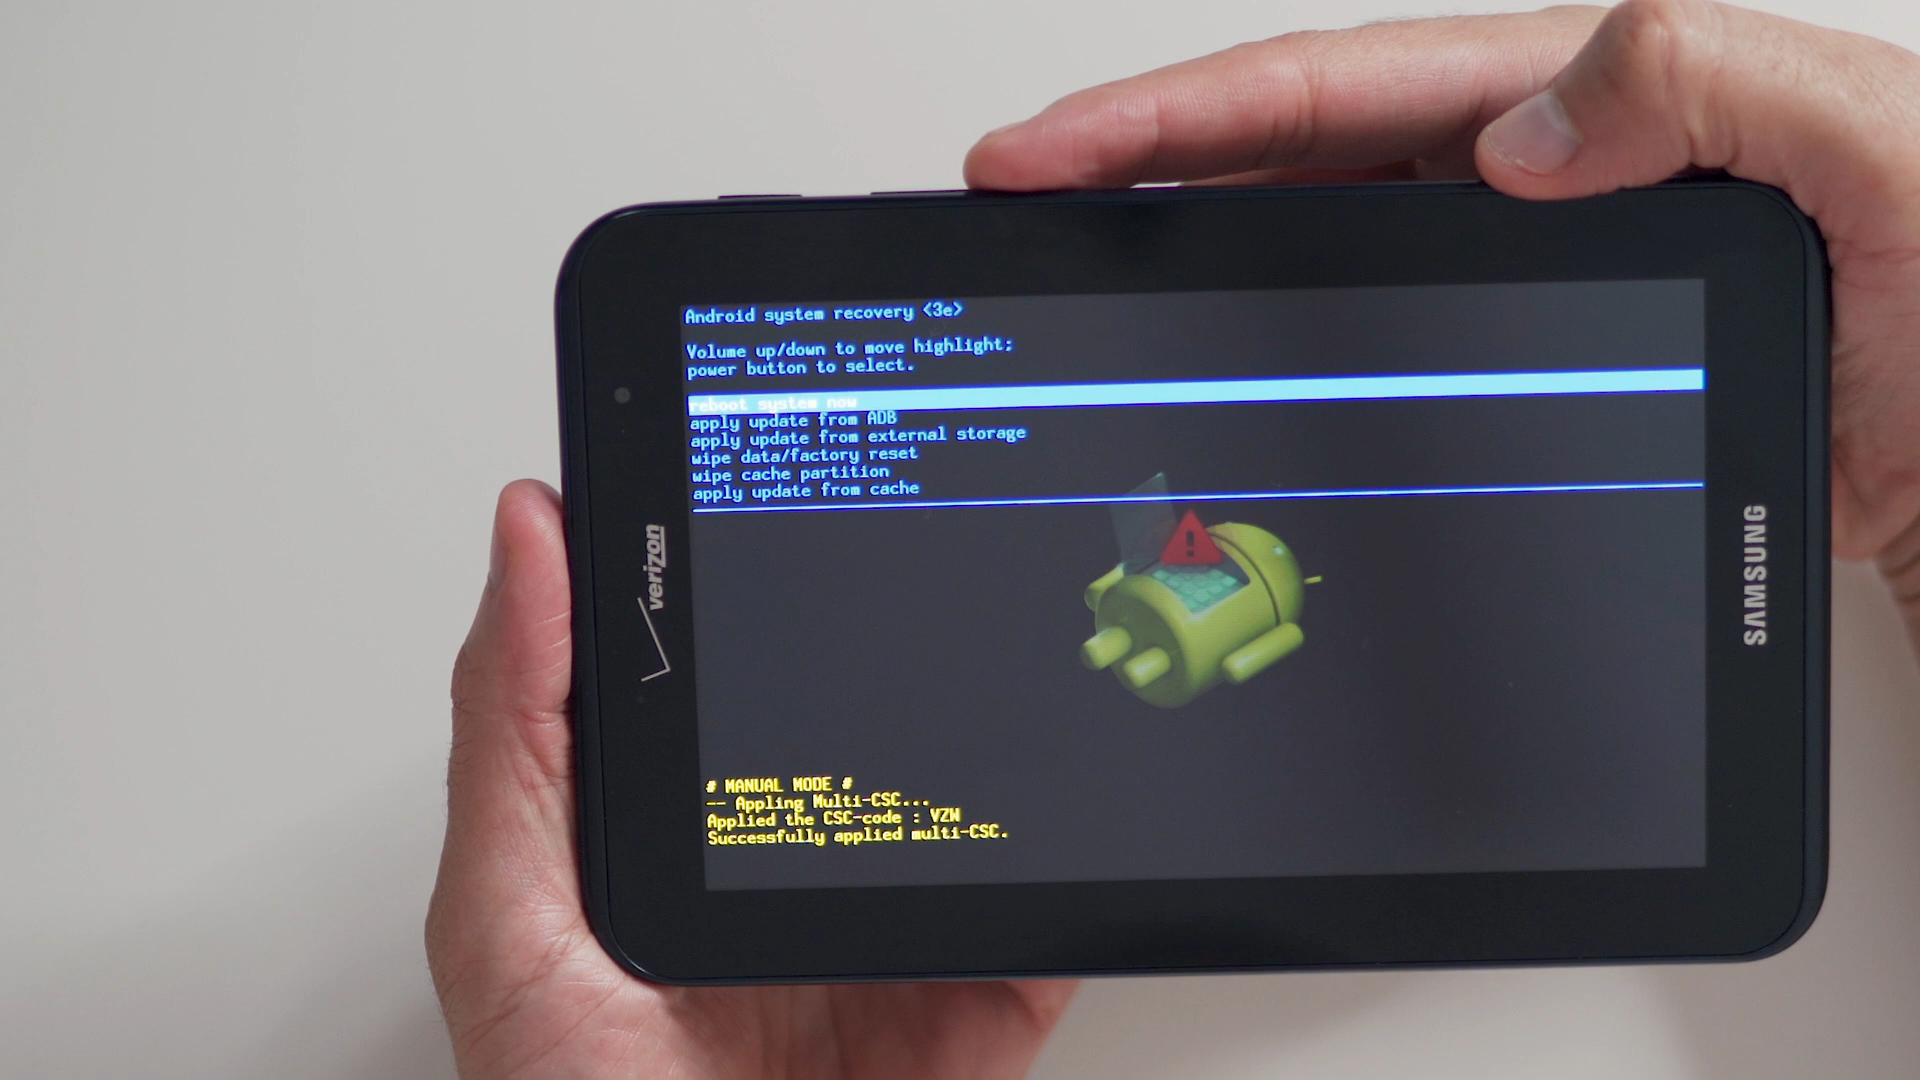 Android system recovery <3e>
Volume up/down to move highlight;
power button to select.
reboot system now
apply update from ADB
apply update from external storage
wipe data/factory reset
wipe cache partition
apply update from cache
# MANUAL MODE #
-- Appling Multi-CSC...
Applied the CSC-code : VZW
Successfully applied multi-CSC.
verizon
SAMSUNG